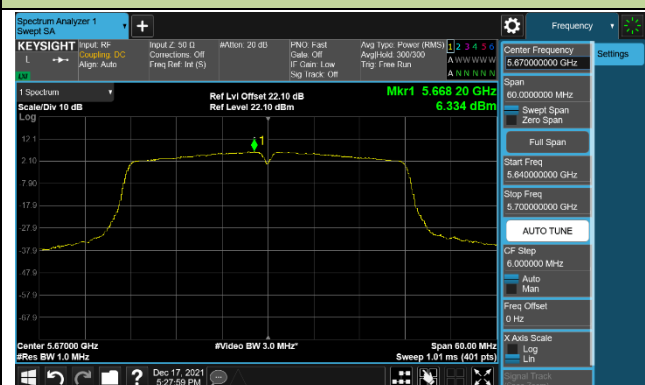 Spectrum Analyzer 1
Swept SA
+
Frequency
KEYSIGHT
L
Input: RF
Coupling: DC
Align: Auto
Input Z: 50 Ω
Corrections: Off
Freq Ref: Int (S)
#Atten: 20 dB
PNO: Fast
Gate: Off
IF Gain: Low
Sig Track: Off
Avg Type: Power (RMS)
Avg|Hold: 300/300
Trig: Free Run
1 2 3 4 5 6
A W W W W W
A N N N N N
1 Spectrum
Scale/Div 10 dB
Log
Ref Lvl Offset 22.10 dB
Ref Level 22.10 dBm
Mkr1 5.668 20 GHz
6.334 dBm
12.1
2.10
-7.90
-17.9
-27.9
-37.9
-47.9
-57.9
-67.9
1
Center 5.67000 GHz
#Res BW 1.0 MHz
#Video BW 3.0 MHz*
Span 60.00 MHz
Sweep 1.01 ms (401 pts)
?
Dec 17, 2021
5:27:59 PM
Center Frequency
5.670000000 GHz
Settings
Span
60.0000000 MHz
Swept Span
Zero Span
Full Span
Start Freq
5.640000000 GHz
Stop Freq
5.700000000 GHz
AUTO TUNE
CF Step
6.000000 MHz
Auto
Man
Freq Offset
0 Hz
X Axis Scale
Log
Lin
Signal Track